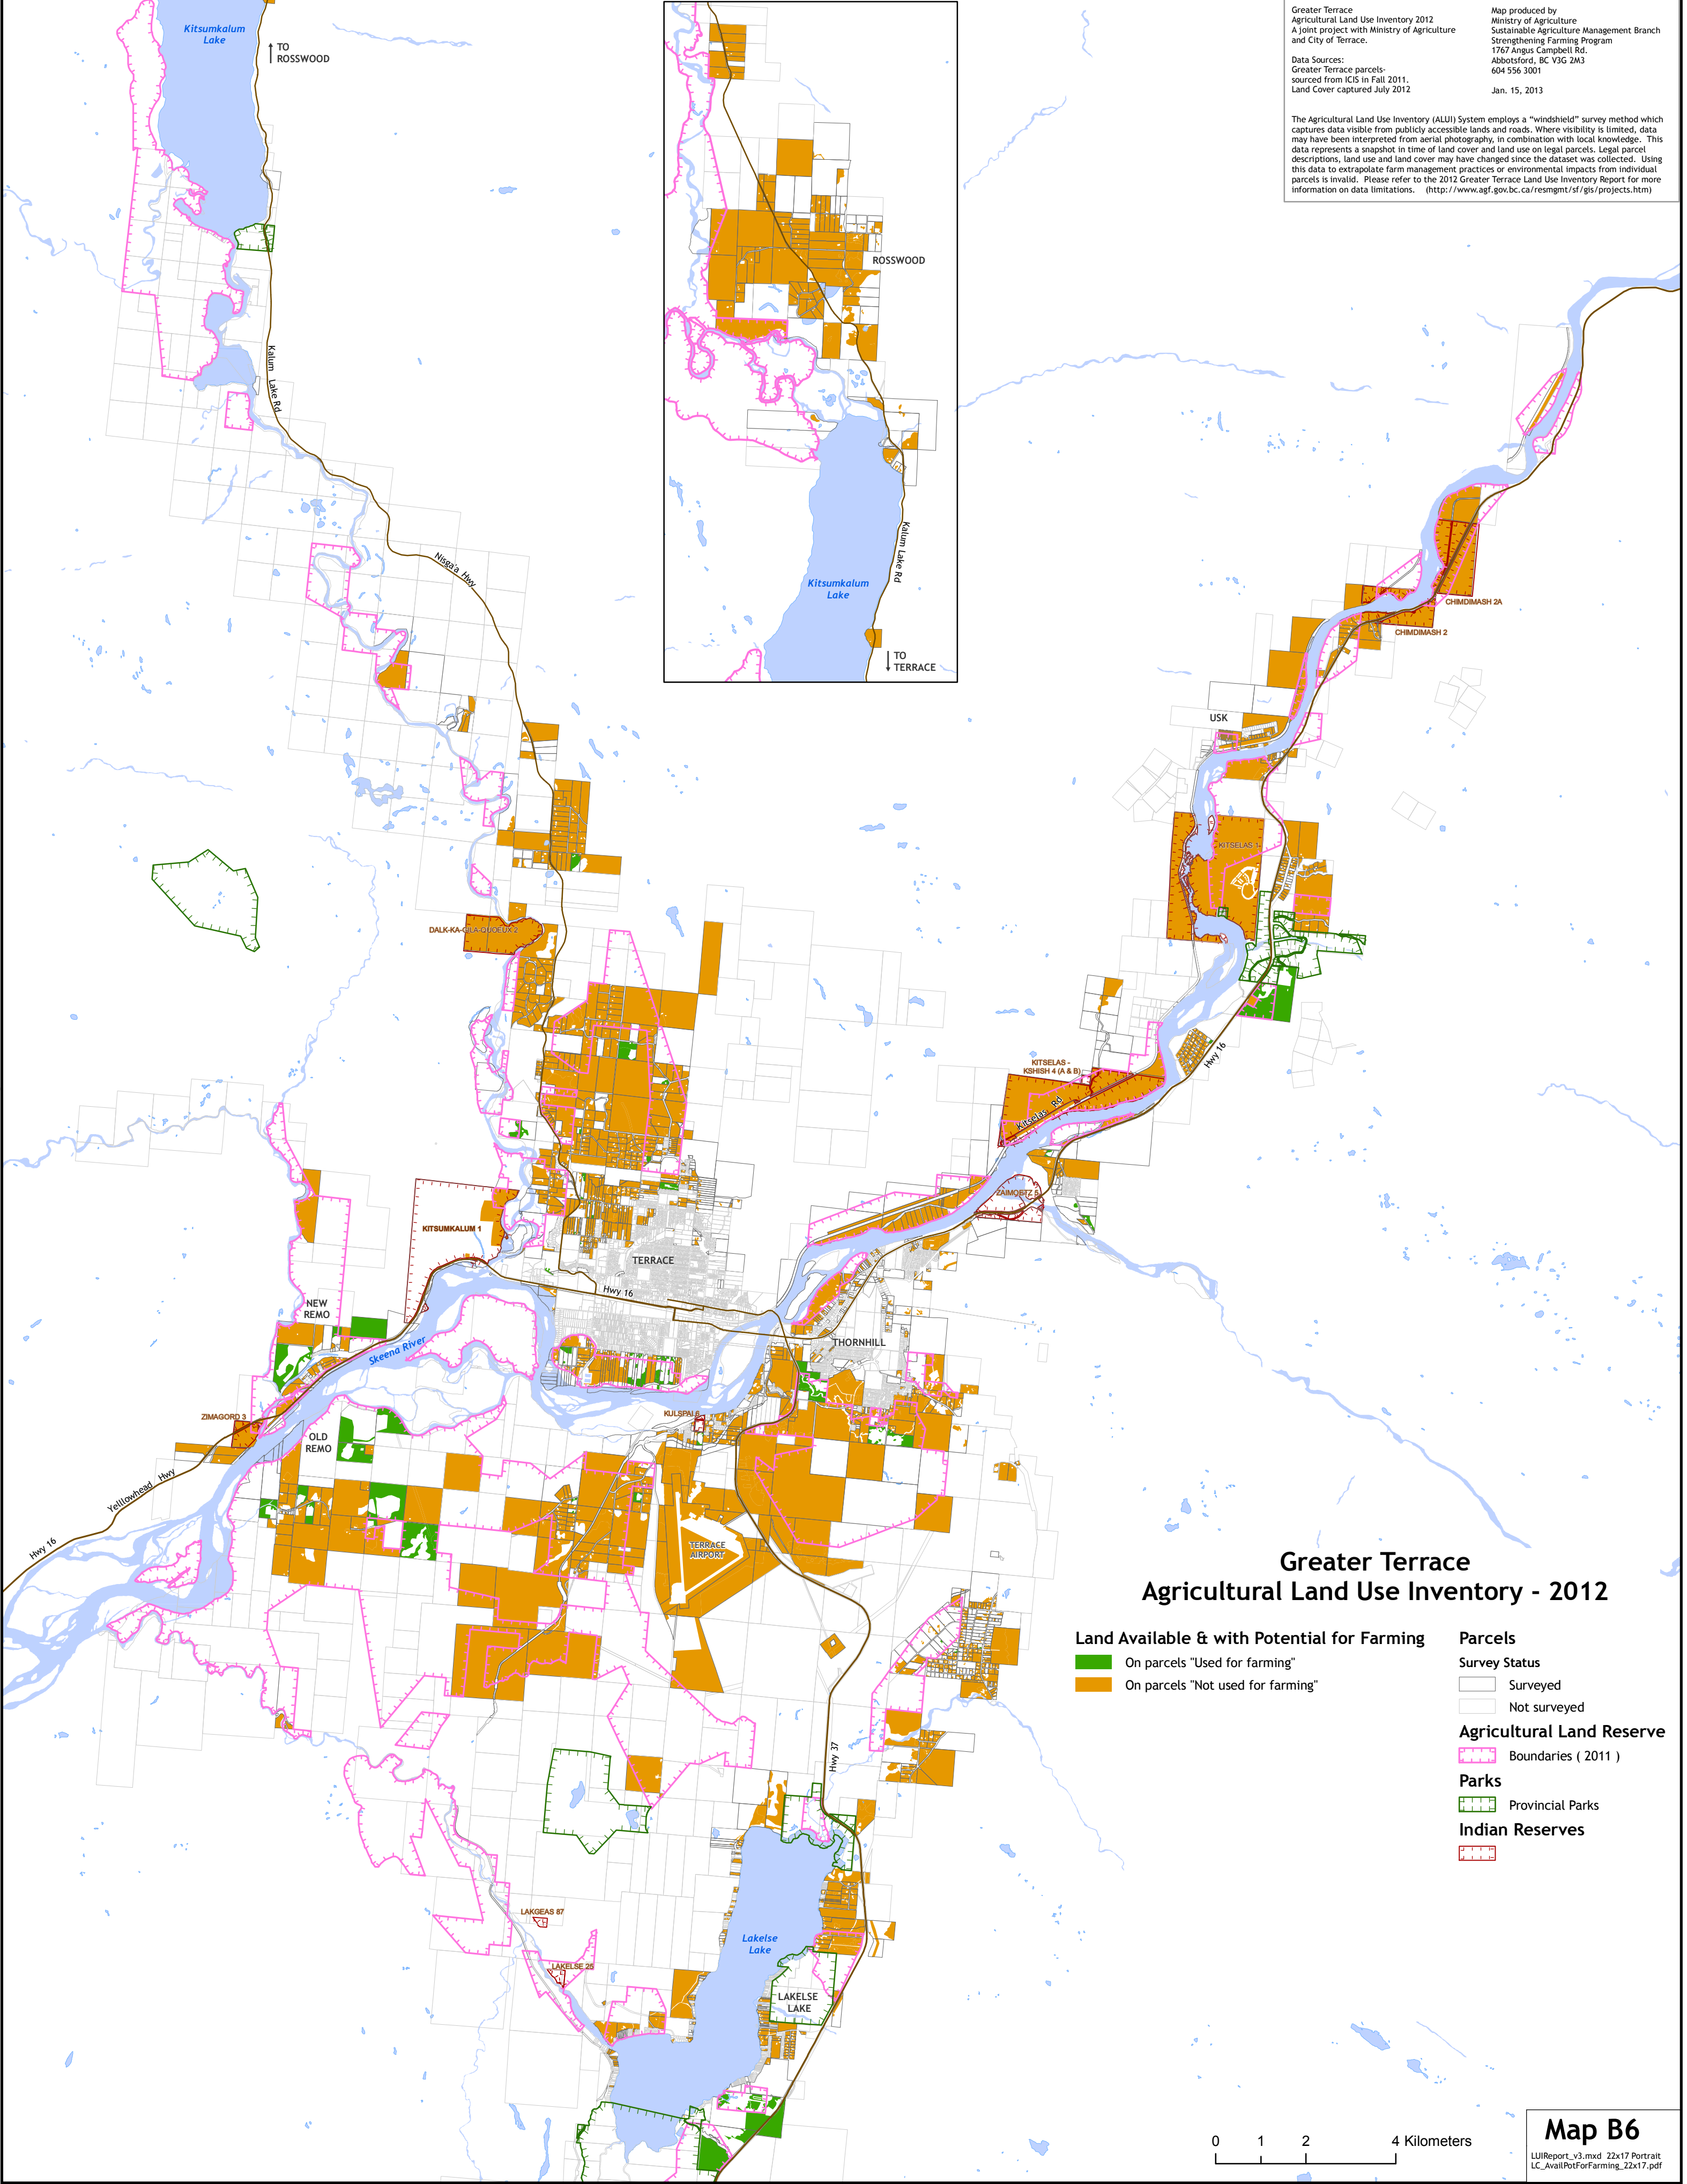 Greater Terrace
Agricultural Land Use Inventory 2012
A joint project with Ministry of Agriculture
and City of Terrace.
Data Sources:
Greater Terrace parcels-
sourced from ICIS in Fall 2011.
Land Cover captured July 2012
Map produced by
Ministry of Agriculture
Sustainable Agriculture Management Branch
Strengthening Farming Program
1767 Angus Campbell Rd.
Abbotsford, BC V3G 2M3
604 556 3001
Jan. 15, 2013
The Agricultural Land Use Inventory (ALUI) System employs a “windshield” survey method which
captures data visible from publicly accessible lands and roads. Where visibility is limited, data
may have been interpreted from aerial photography, in combination with local knowledge. This
data represents a snapshot in time of land cover and land use on legal parcels. Legal parcel
descriptions, land use and land cover may have changed since the dataset was collected. Using
this data to extrapolate farm management practices or environmental impacts from individual
parcels is invalid. Please refer to the 2012 Greater Terrace Land Use Inventory Report for more
information on data limitations. (http://www.agf.gov.bc.ca/resmgmt/sf/gis/projects.htm)
Kitsumkalum
Lake
TO
ROSSWOOD
Kalum Lake Rd
Nisga'a Hwy
ROSSWOOD
Kalum Lake Rd
Kitsumkalum
Lake
TO
TERRACE
CHIMDIMASH 2A
CHIMDIMASH 2
USK
KITSELAS 1
DALK-KA-GILA-QUOEUX 2
Hwy 16
KITSELAS -
KSHISH 4 (A & B)
Kitselas Rd
ZAIMOETZ 5
KITSUMKALUM 1
TERRACE
Hwy 16
NEW
REMO
Skeena River
THORNHILL
ZIMAGORD 3
KULSPAI 6
OLD
REMO
Yelllowhead Hwy
Hwy 16
TERRACE
AIRPORT
Hwy 37
LAKGEAS 87
LAKELSE 25
Lakelse
Lake
LAKELSE
LAKE
Greater Terrace
Agricultural Land Use Inventory - 2012
Land Available & with Potential for Farming
On parcels "Used for farming"
On parcels "Not used for farming"
Parcels
Survey Status
Surveyed
Not surveyed
Agricultural Land Reserve
Boundaries ( 2011 )
Parks
Provincial Parks
Indian Reserves
0 1 2 4 Kilometers
Map B6
LUIReport_v3.mxd 22x17 Portrait
LC_AvailPotForFarming_22x17.pdf